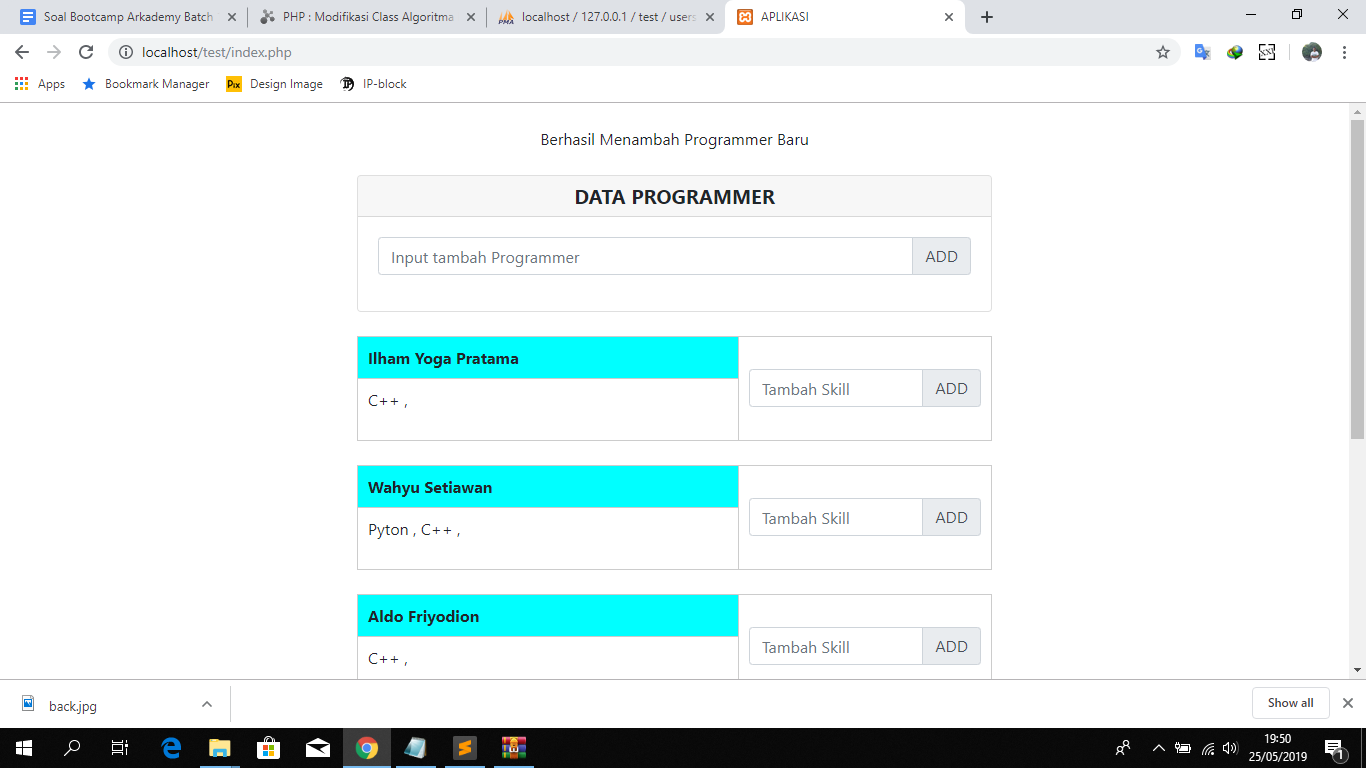 Soal Bootcamp Arkademy Batch
PHP : Modifikasi Class Algoritma
localhost / 127.0.0.1 / test / users
APLIKASI
localhost/test/index.php
Apps
Bookmark Manager
Pix
Design Image
IP-block
Berhasil Menambah Programmer Baru
DATA PROGRAMMER
Input tambah Programmer
ADD
Ilham Yoga Pratama
C++ ,
Tambah Skill
ADD
Wahyu Setiawan
Pyton , C++ ,
Tambah Skill
ADD
Aldo Friyodion
C++ ,
Tambah Skill
ADD
back.jpg
Show all
19:50
25/05/2019
1